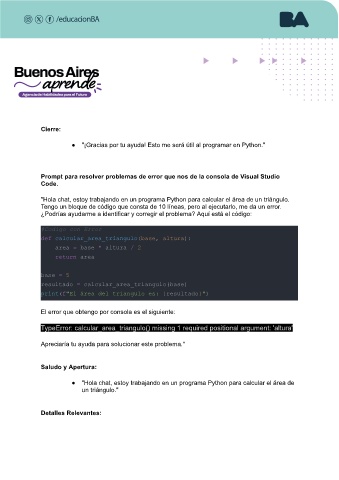 /educacionBA
BA
Buenos Aires
aprende
Agencia de Habilidades para el Futuro
Cierre:
● "¡Gracias por tu ayuda! Esto me será útil al programar en Python."
Prompt para resolver problemas de error que nos de la consola de Visual Studio
Code.
"Hola chat, estoy trabajando en un programa Python para calcular el área de un triángulo.
Tengo un bloque de código que consta de 10 líneas, pero al ejecutarlo, me da un error.
¿Podrías ayudarme a identificar y corregir el problema? Aquí está el código:
def calcular_area_triangulo(base, altura):
area = base * altura / 2
return area
base = 5
resultado = calcular_area_triangulo(base)
print(f"El área del triángulo es: {resultado}")
El error que obtengo por consola es el siguiente:
TypeError: calcular_area_triangulo() missing 1 required positional argument: 'altura'
Apreciaría tu ayuda para solucionar este problema."
Saludo y Apertura:
● "Hola chat, estoy trabajando en un programa Python para calcular el área de
un triángulo."
Detalles Relevantes: